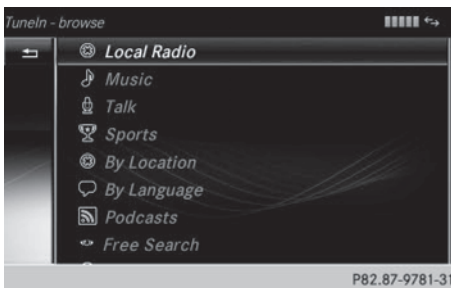 TuneIn - browse
Local Radio
Music
Talk
Sports
By Location
By Language
Podcasts
Free Search
P82.87-9781-31